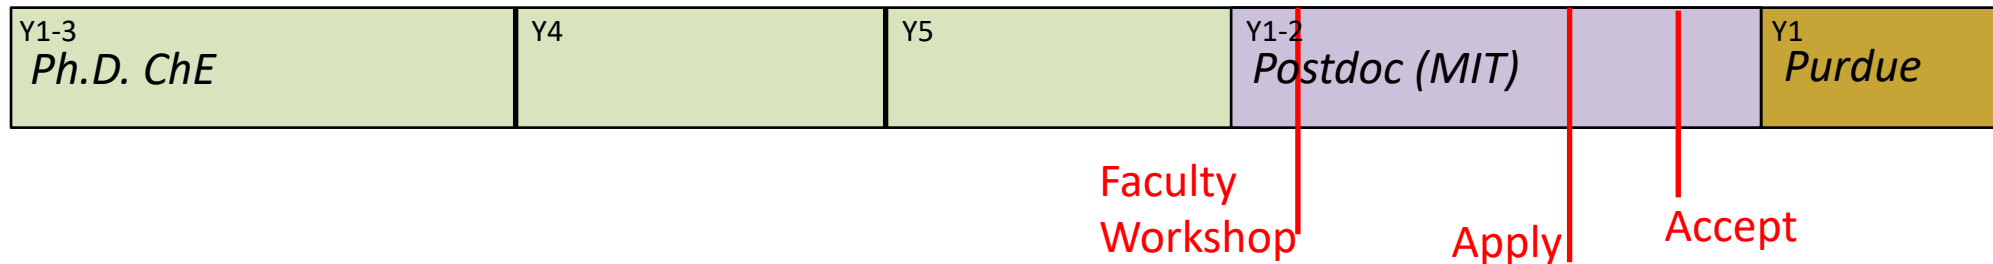 Y1-3
Ph.D. ChE
Y4
Y5
Y1-2
Postdoc (MIT)
Y1
Purdue
Faculty
Workshop
Apply
Accept